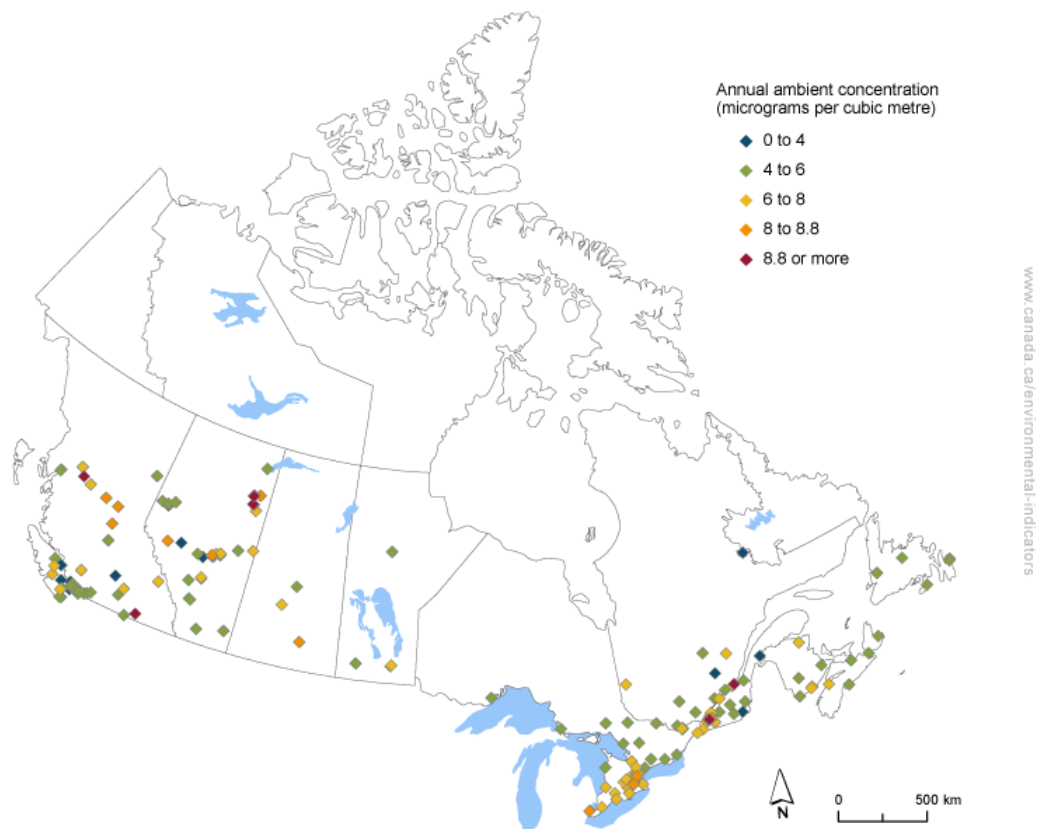 Annual ambient concentration
(micrograms per cubic metre)
0 to 4
4 to 6
6 to 8
8 to 8.8
8.8 or more
www.canada.ca/environmental-indicators
N
0 500 km